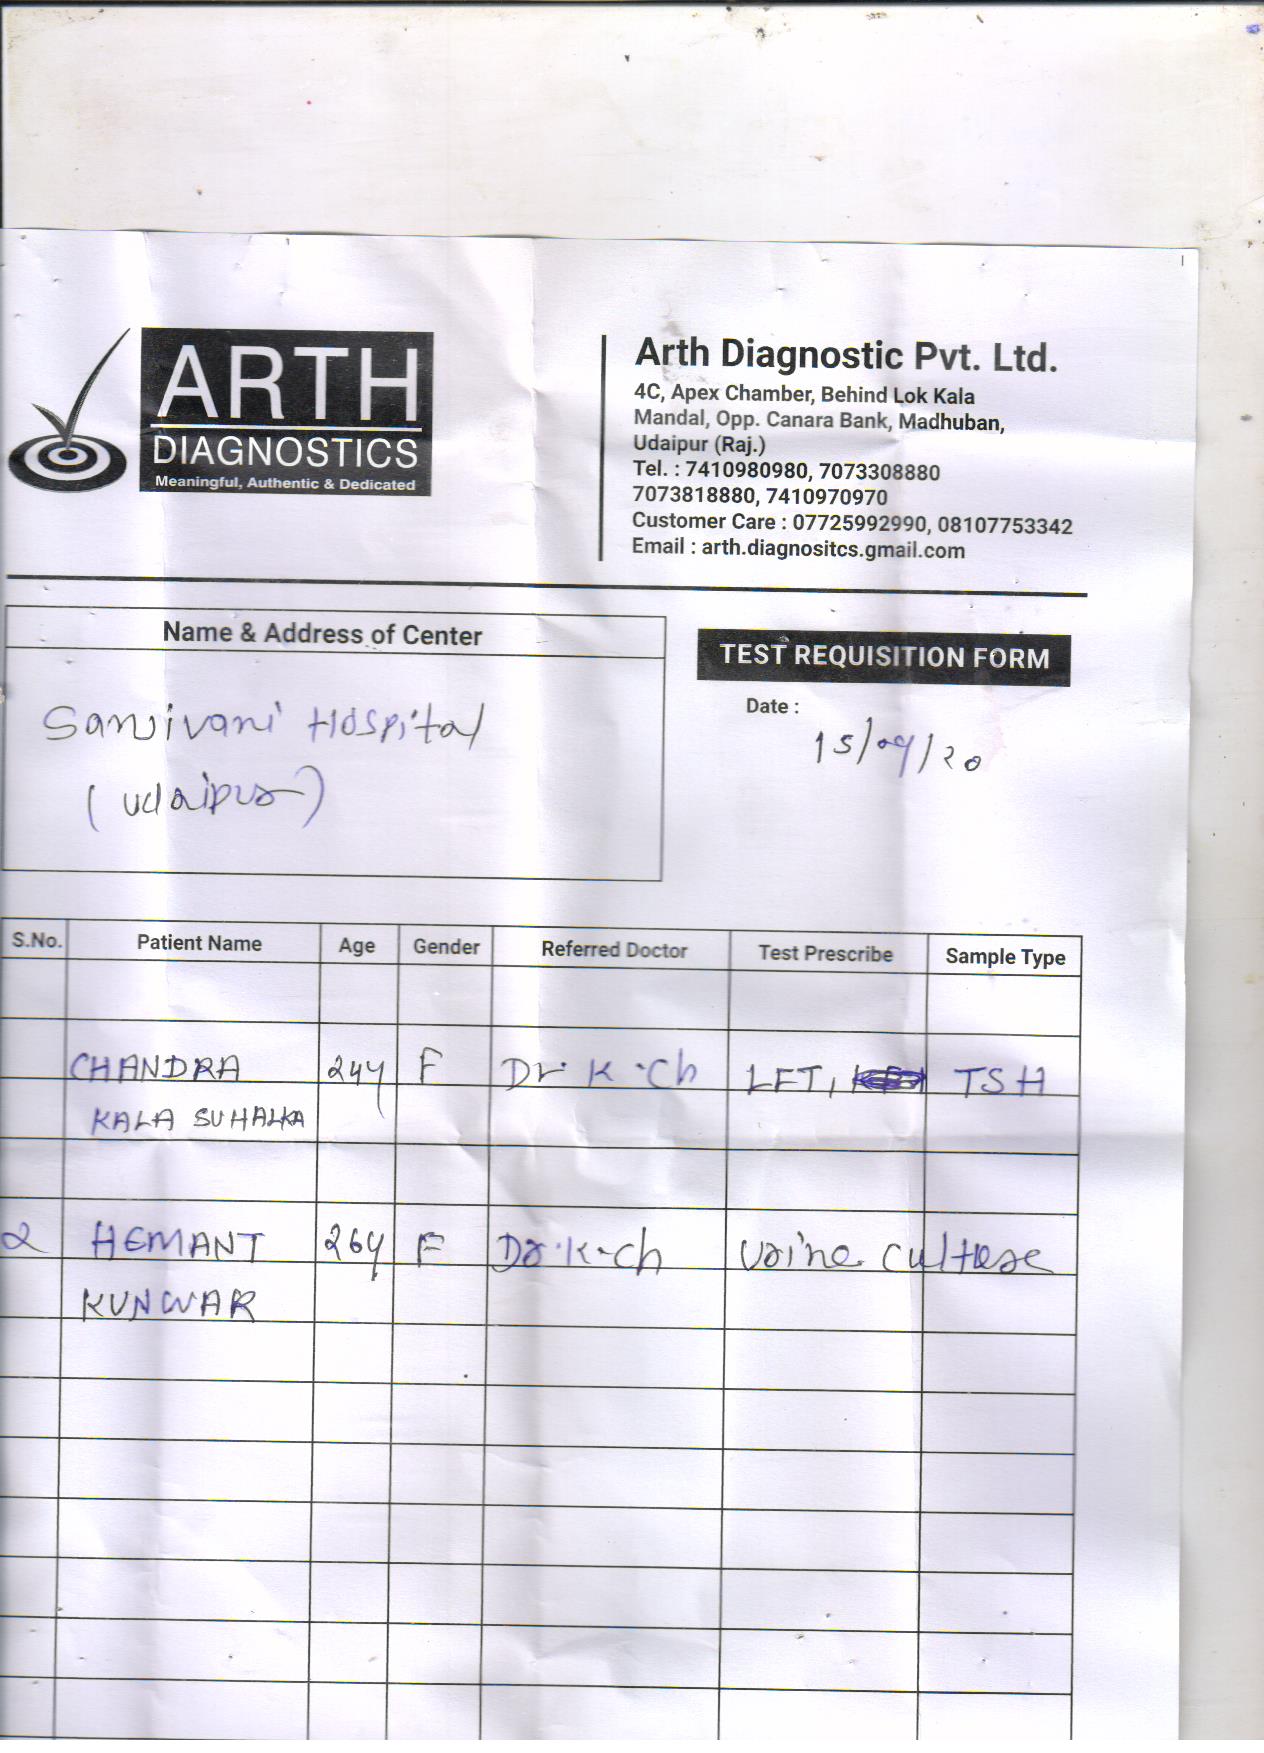 ARTH
DIAGNOSTICS
Meaningful, Authentic & Dedicated
Arth Diagnostic Pvt. Ltd.
4C, Apex Chamber, Behind Lok Kala
Mandal, Opp. Canara Bank, Madhuban,
Udaipur (Raj.)
Tel. : 7410980980, 7073308880
7073818880, 7410970970
Customer Care : 07725992990, 08107753342
Email : arth.diagnositcs.gmail.com
Name & Address of Center
Sanjivani Hospital
(Udaipur)
TEST REQUISITION FORM
Date :
15/09/20
S.No. Patient Name Age Gender Referred Doctor Test Prescribe Sample Type
CHANDRA 24y F Dr. K.Ch LFT, TSH
KALA SUHALKA
2 HEMANT 26y F Dr. K.Ch Urine Culture
KUNWAR